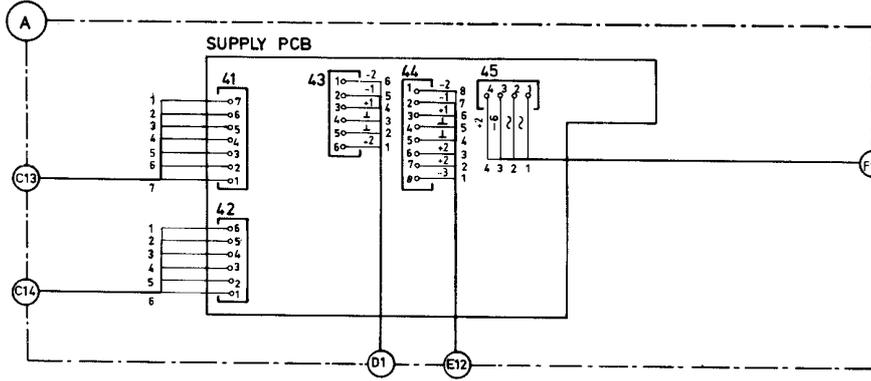 A
SUPPLY PCB
41
1 7
2 6
3 5
4 4
5 3
6 2
7 1
C13
42
1 6
2 5
3 4
4 3
5 2
6 1
C14
43
1 -2 6
2 -1 5
3 +1 4
4 ⊥ 3
5 ⊥ 2
6 +2 1
D1
44
1 -2 8
2 -1 7
3 +1 6
4 ⊥ 5
5 ⊥ 4
6 +2 3
7 +2 2
8 -3 1
E12
45
4 3 2 1
+2 -6 ~ ~
4 3 2 1